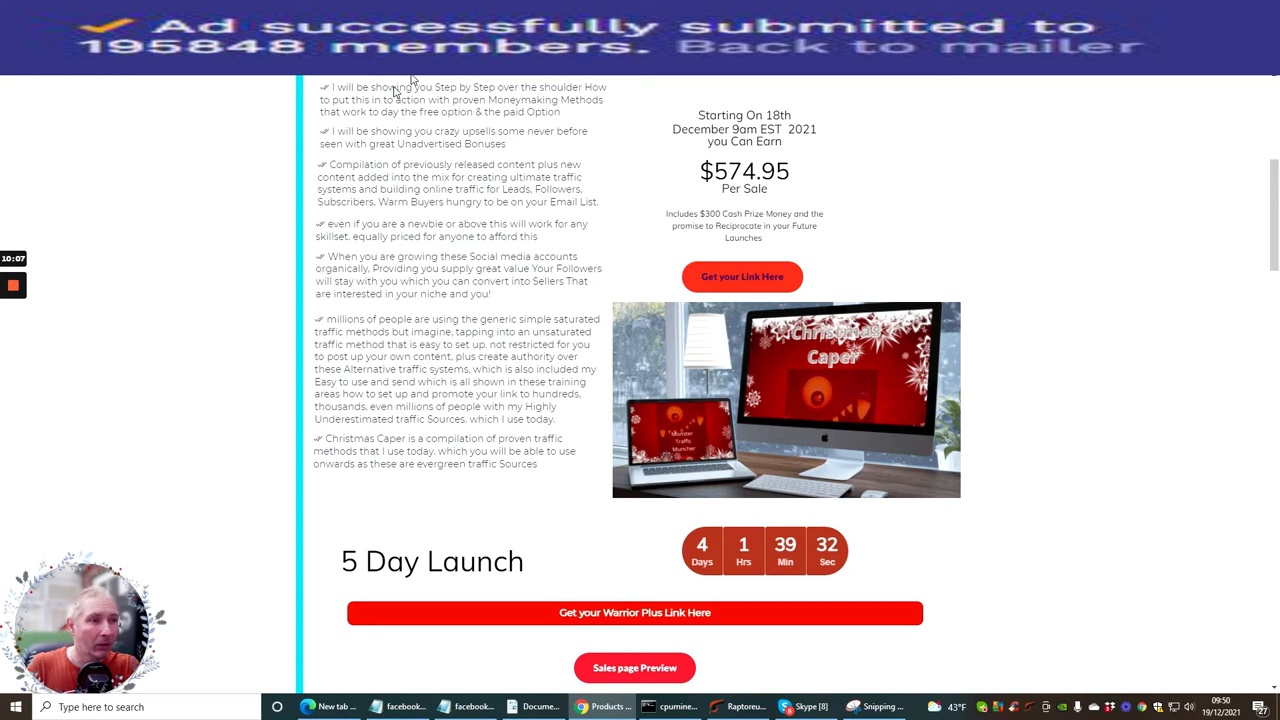 ✓ Ad successfully submitted to
195848 members. Back to mailer
I will be showing you Step by Step over the shoulder How
to put this in to action with proven Moneymaking Methods
that work to day the free option & the paid Option
I will be showing you crazy upsells some never before
seen with great Unadvertised Bonuses
Compilation of previously released content plus new
content added into the mix for creating ultimate traffic
systems and building online traffic for Leads, Followers,
Subscribers, Warm Buyers hungry to be on your Email List.
even if you are a newbie or above this will work for any
skillset. equally priced for anyone to afford this
When you are growing these Social media accounts
organically, Providing you supply great value Your Followers
will stay with you which you can convert into Sellers That
are interested in your niche and you!
millions of people are using the generic simple saturated
traffic methods but imagine, tapping into an unsaturated
traffic method that is easy to set up. not restricted for you
to post up your own content, plus create authority over
these Alternative traffic systems, which is also included my
Easy to use and send which is all shown in these training
areas how to set up and promote your link to hundreds,
thousands, even millions of people with my Highly
Underestimated traffic Sources. which I use today.
Christmas Caper is a compilation of proven traffic
methods that I use today. which you will be able to use
onwards as these are evergreen traffic Sources
Starting On 18th
December 9am EST 2021
you Can Earn
$574.95
Per Sale
Includes $300 Cash Prize Money and the
promise to Reciprocate in your Future
Launches
Get your Link Here
Christmas
Caper
Monster
Traffic
Muncher
10:07
5 Day Launch
4 1 39 32
Days Hrs Min Sec
Get your Warrior Plus Link Here
Sales page Preview
Type here to search
New tab ...
facebook...
facebook...
Docume...
Products ...
cpumine...
Raptoreu...
Skype [8]
Snipping ...
43°F
09:50
19/12/2021